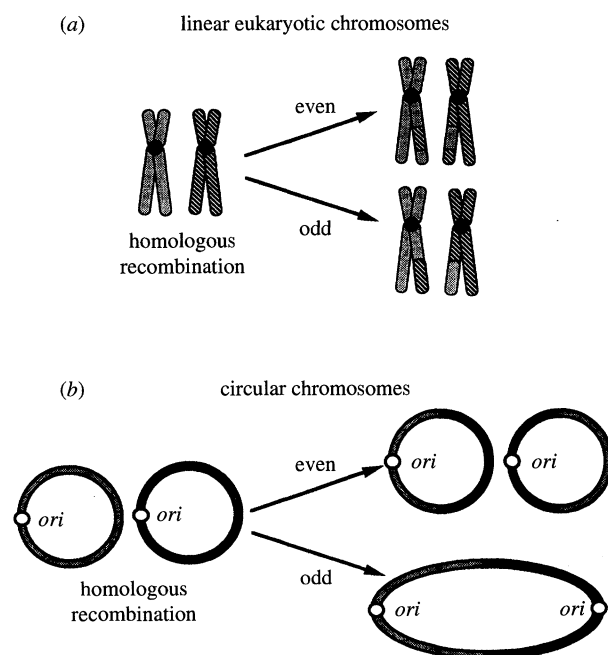 (a) linear eukaryotic chromosomes
even
odd
homologous
recombination
(b) circular chromosomes
even
ori ori
ori ori
odd
homologous
recombination
ori ori